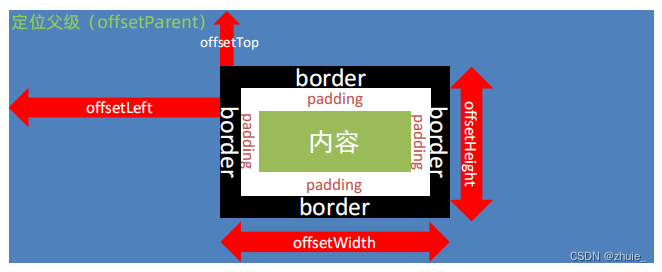 定位父级（offsetParent）
offsetTop
border
padding
offsetLeft
border
padding
内容
padding
border
offsetHeight
padding
border
offsetWidth
CSDN @zhuie_